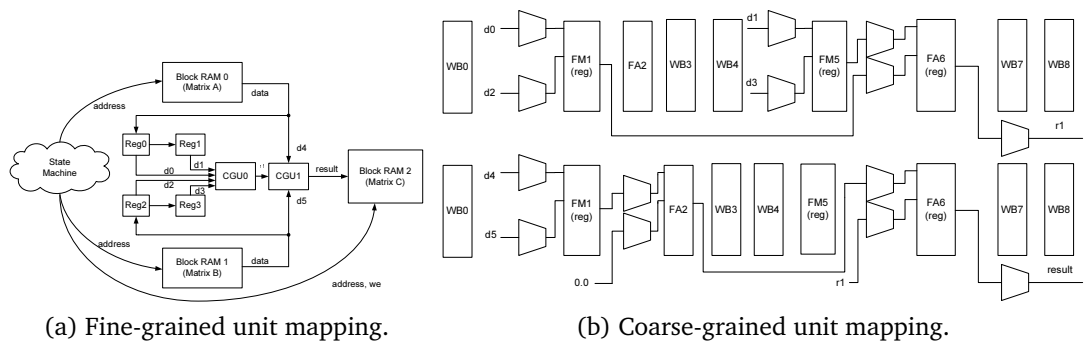 Block RAM 0
(Matrix A)
address
data
State
Machine
Reg0
Reg1
d4
d1
d0
d2
d3
CGU0
r1
CGU1
result
Block RAM 2
(Matrix C)
Reg2
Reg3
d5
address
Block RAM 1
(Matrix B)
data
address, we
(a) Fine-grained unit mapping.
WB0
d0
d2
FM1
(reg)
FA2
WB3
WB4
d1
d3
FM5
(reg)
FA6
(reg)
WB7
WB8
r1
WB0
d4
d5
FM1
(reg)
0.0
FA2
WB3
WB4
FM5
(reg)
r1
FA6
(reg)
WB7
WB8
result
(b) Coarse-grained unit mapping.